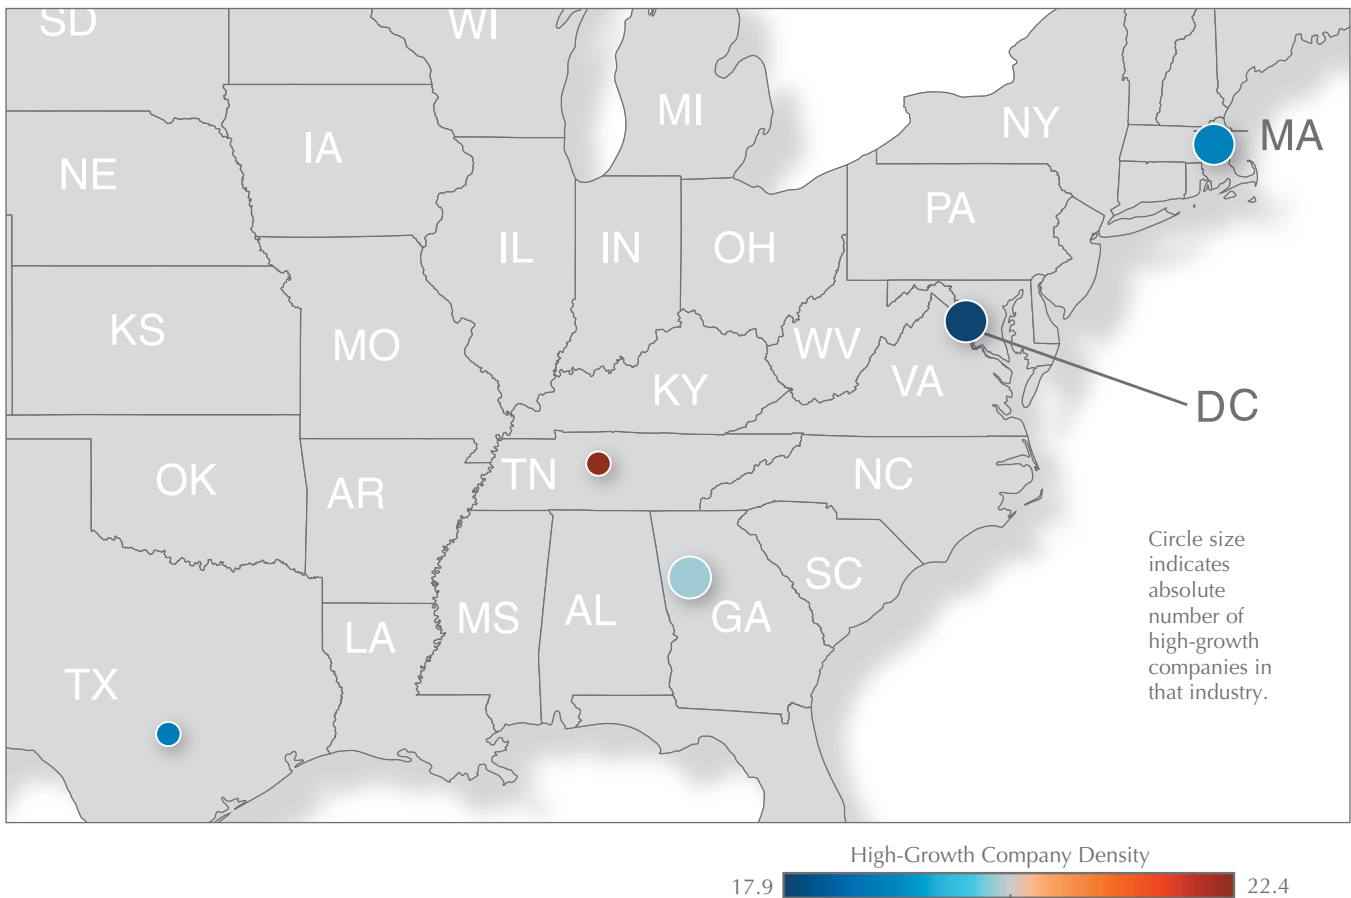 SD
WI
MI
NY
MA
IA
NE
PA
IL
IN
OH
KS
MO
WV
KY
VA
DC
OK
AR
TN
NC
SC
MS
AL
GA
LA
TX
Circle size
indicates
absolute
number of
high-growth
companies in
that industry.
High-Growth Company Density
17.9
22.4